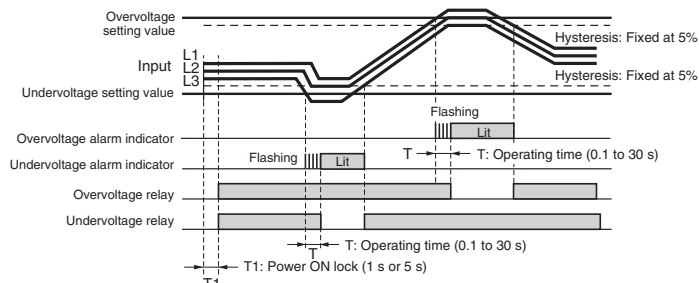 Overvoltage
setting value
Hysteresis: Fixed at 5%
L1
Input L2
L3
Hysteresis: Fixed at 5%
Undervoltage setting value
Flashing
Overvoltage alarm indicator
Lit
Flashing
T
T: Operating time (0.1 to 30 s)
Undervoltage alarm indicator
Lit
Overvoltage relay
Undervoltage relay
T
T: Operating time (0.1 to 30 s)
T1: Power ON lock (1 s or 5 s)
T1